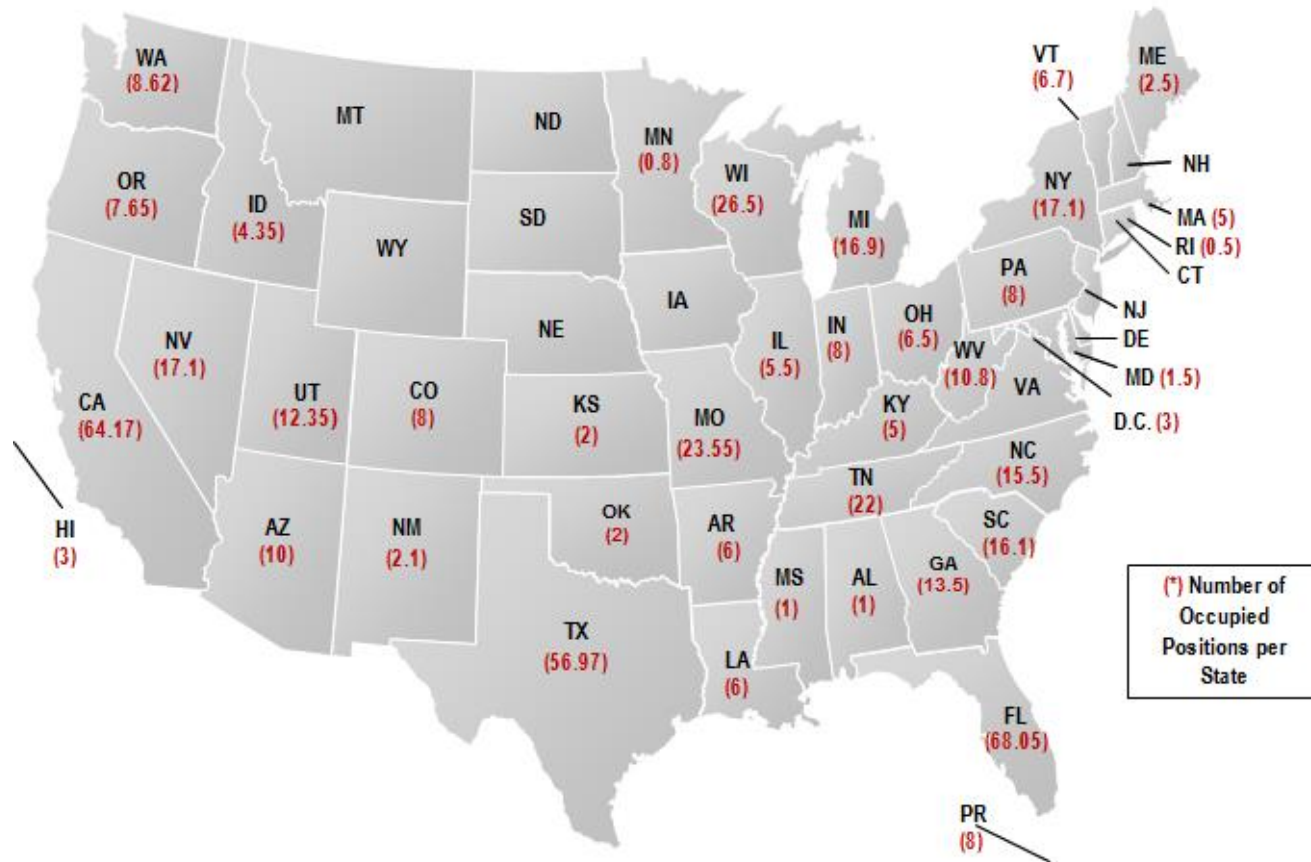 WA
(8.62)
MT
ND
MN
(0.8)
VT
(6.7)
ME
(2.5)
OR
(7.65)
ID
(4.35)
SD
WI
(26.5)
MI
(16.9)
NY
(17.1)
NH
MA (5)
RI (0.5)
CT
WY
IA
PA
(8)
NJ
NE
NV
(17.1)
UT
(12.35)
CO
(8)
KS
(2)
MO
(23.55)
IL
(5.5)
IN
(8)
OH
(6.5)
WV
(10.8)
DE
MD (1.5)
VA
D.C. (3)
CA
(64.17)
KY
(5)
NC
(15.5)
TN
(22)
HI
(3)
AZ
(10)
NM
(2.1)
OK
(2)
AR
(6)
SC
(16.1)
MS
(1)
AL
(1)
GA
(13.5)
TX
(56.97)
LA
(6)
FL
(68.05)
PR
(8)
(*) Number of
Occupied
Positions per
State